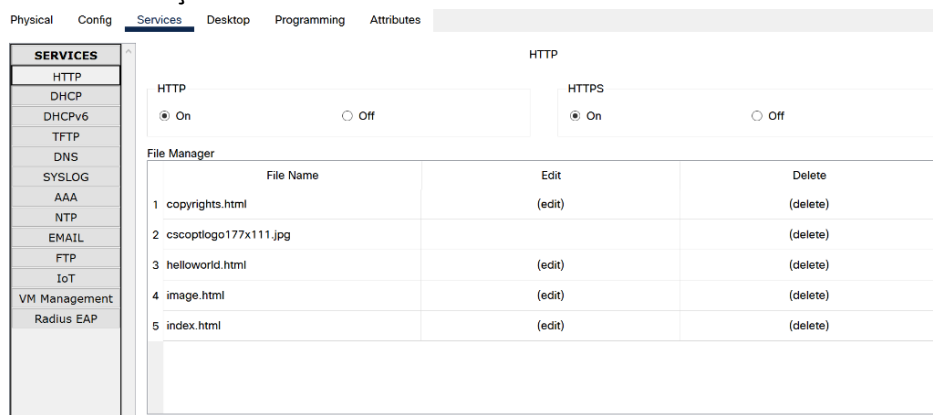 Physical Config Services Desktop Programming Attributes
SERVICES
HTTP
DHCP
DHCPv6
TFTP
DNS
SYSLOG
AAA
NTP
EMAIL
FTP
IoT
VM Management
Radius EAP
HTTP
HTTP
On Off
HTTPS
On Off
File Manager
File Name Edit Delete
1 copyrights.html (edit) (delete)
2 cscoptlogo177x111.jpg (delete)
3 helloworld.html (edit) (delete)
4 image.html (edit) (delete)
5 index.html (edit) (delete)